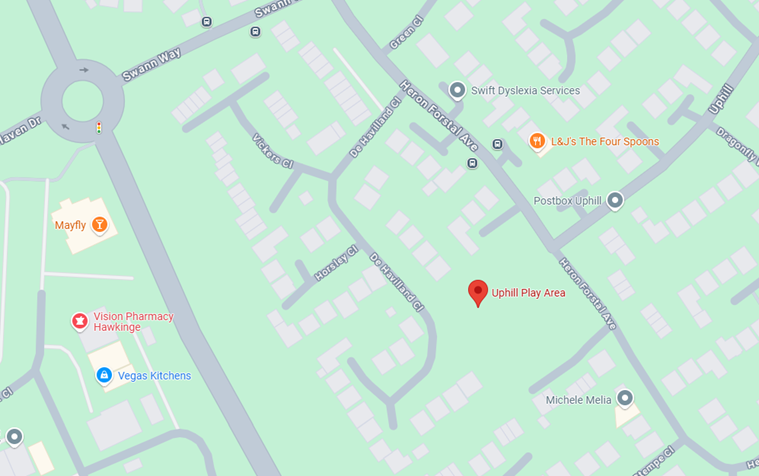 Swann
Swann Way
Green Cl
Swift Dyslexia Services
Heron Forstal Ave
Uphill
L&J's The Four Spoons
De Havilland Cl
Vickers Cl
Dragonfly
Postbox Uphill
Mayfly
Horsley Cl
De Havilland Cl
Heron Forstal Ave
Uphill Play Area
Vision Pharmacy
Hawkinge
Vegas Kitchens
Michele Melia
Cl